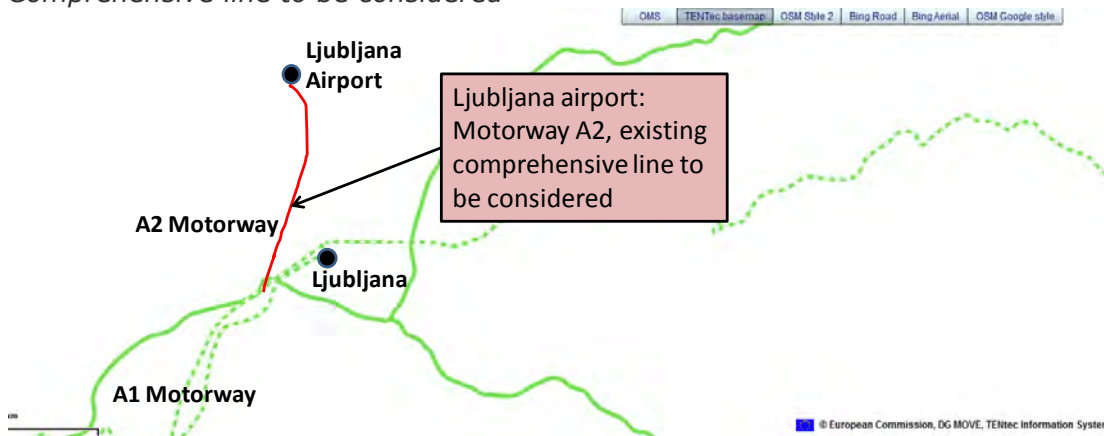 Comprehensive line to be considered
OMS TENTec basemap OSM Style 2 Bing Road Bing Aerial OSM Google style
Ljubljana
Airport
Ljubljana airport:
Motorway A2, existing
comprehensive line to
be considered
A2 Motorway
Ljubljana
A1 Motorway
© European Commission, DG MOVE, TENtec Information System